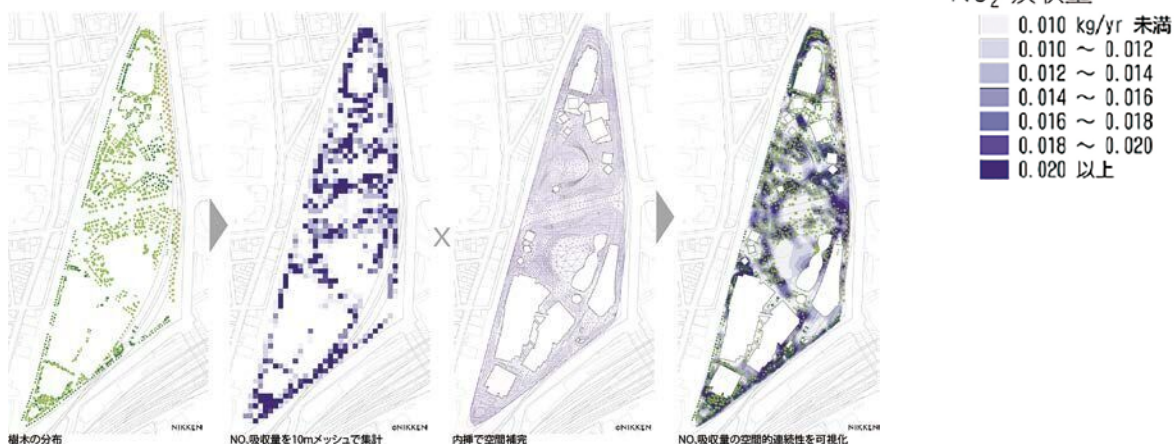 0.010 kg/yr 未満
0.010 ～ 0.012
0.012 ～ 0.014
0.014 ～ 0.016
0.016 ～ 0.018
0.018 ～ 0.020
0.020 以上
×
NIKKEN
©NIKKEN
©NIKKEN
©NIKKEN
樹木の分布
NO₂吸収量を10mメッシュで集計
内挿で空間補完
NO₂吸収量の空間的連続性を可視化